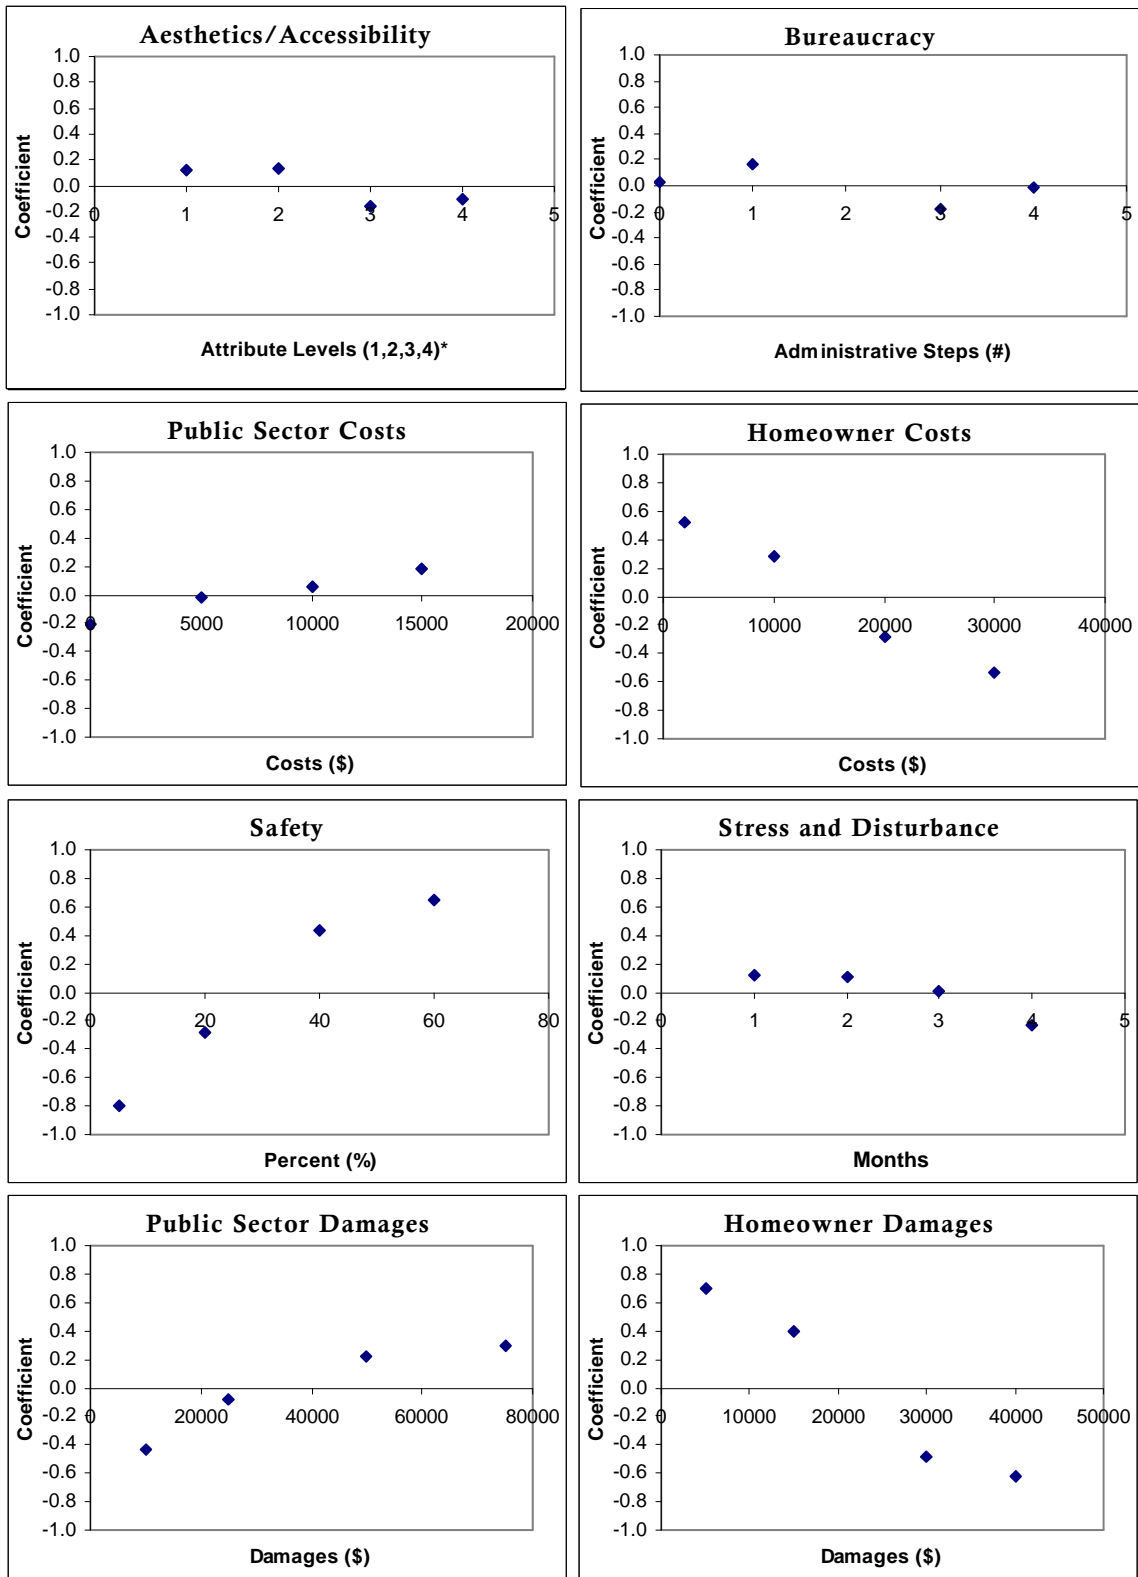 Aesthetics/Accessibility
1.0
0.8
0.6
0.4
0.2
0.0
-0.2
-0.4
-0.6
-0.8
-1.0
0 1 2 3 4 5
Coefficient
Attribute Levels (1,2,3,4)*
Bureaucracy
1.0
0.8
0.6
0.4
0.2
0.0
-0.2
-0.4
-0.6
-0.8
-1.0
0 1 2 3 4 5
Coefficient
Administrative Steps (#)
Public Sector Costs
1.0
0.8
0.6
0.4
0.2
0.0
-0.2
-0.4
-0.6
-0.8
-1.0
0 5000 10000 15000 20000
Coefficient
Costs ($)
Homeowner Costs
1.0
0.8
0.6
0.4
0.2
0.0
-0.2
-0.4
-0.6
-0.8
-1.0
0 10000 20000 30000 40000
Coefficient
Costs ($)
Safety
1.0
0.8
0.6
0.4
0.2
0.0
-0.2
-0.4
-0.6
-0.8
-1.0
0 20 40 60 80
Coefficient
Percent (%)
Stress and Disturbance
1.0
0.8
0.6
0.4
0.2
0.0
-0.2
-0.4
-0.6
-0.8
-1.0
0 1 2 3 4 5
Coefficient
Months
Public Sector Damages
1.0
0.8
0.6
0.4
0.2
0.0
-0.2
-0.4
-0.6
-0.8
-1.0
0 20000 40000 60000 80000
Coefficient
Damages ($)
Homeowner Damages
1.0
0.8
0.6
0.4
0.2
0.0
-0.2
-0.4
-0.6
-0.8
-1.0
0 10000 20000 30000 40000 50000
Coefficient
Damages ($)